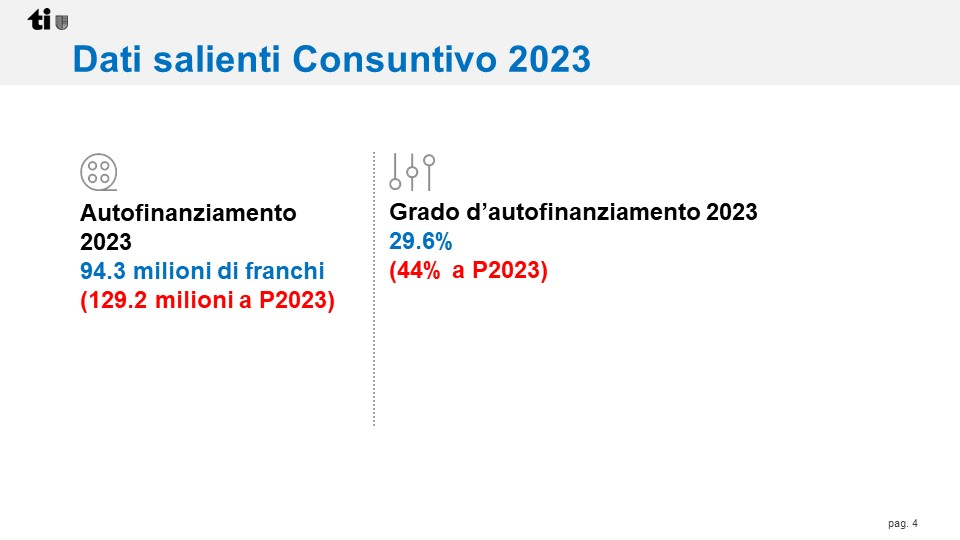 ti
Dati salienti Consuntivo 2023
Autofinanziamento
2023
94.3 milioni di franchi
(129.2 milioni a P2023)
Grado d’autofinanziamento 2023
29.6%
(44% a P2023)
pag. 4